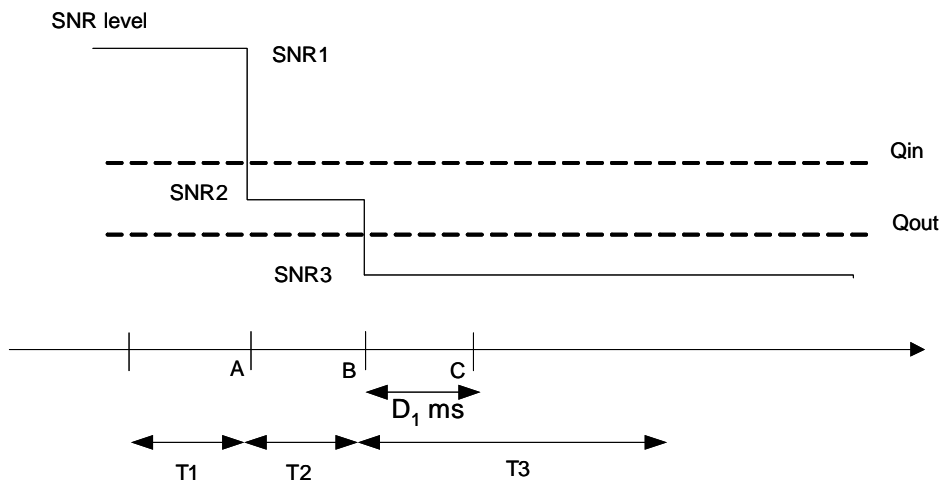 SNR level
SNR1
Qin
SNR2
Qout
SNR3
A B C
D₁ ms
T1 T2 T3